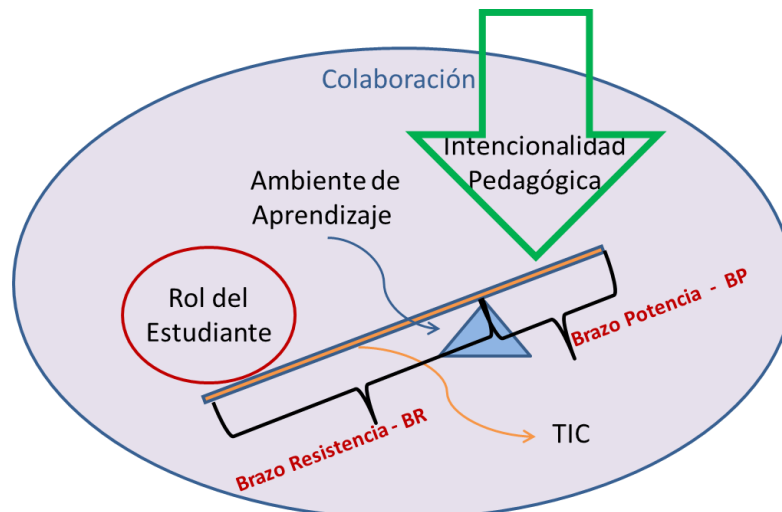 Colaboración
Intencionalidad
Pedagógica
Ambiente de
Aprendizaje
Rol del
Estudiante
Brazo Potencia - BP
Brazo Resistencia - BR
TIC